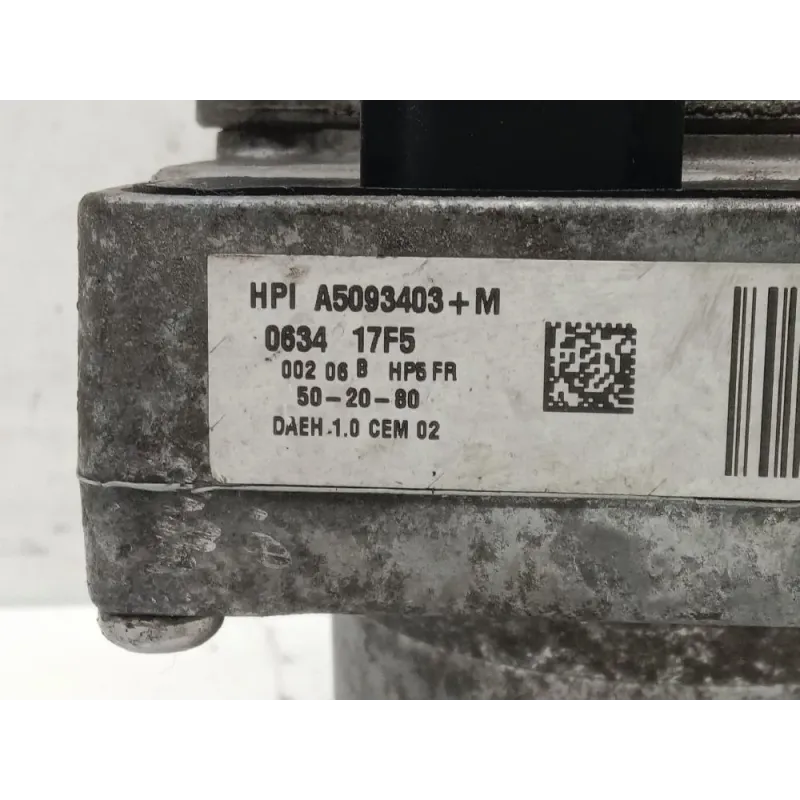 HPI A5093403+M
0634 17F5
002 06 B HP5 FR
50-20-80
DAEH-1.0 CEM 02